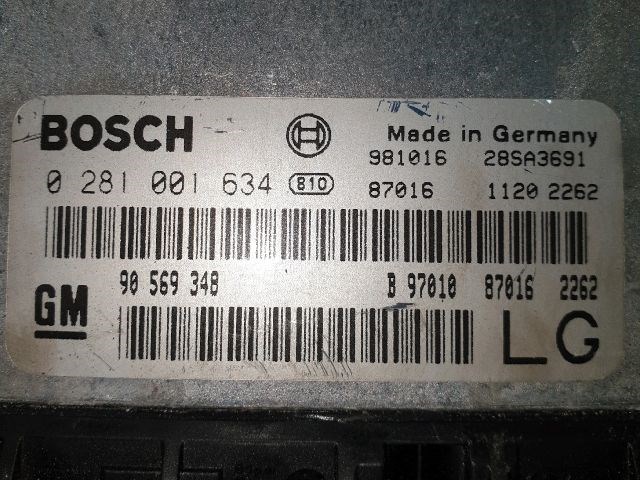 BOSCH Made in Germany
981016 28SA3691
0 281 001 634 B10 87016 1120 2262
90 569 348 B 97010 87016 2262
GM LG